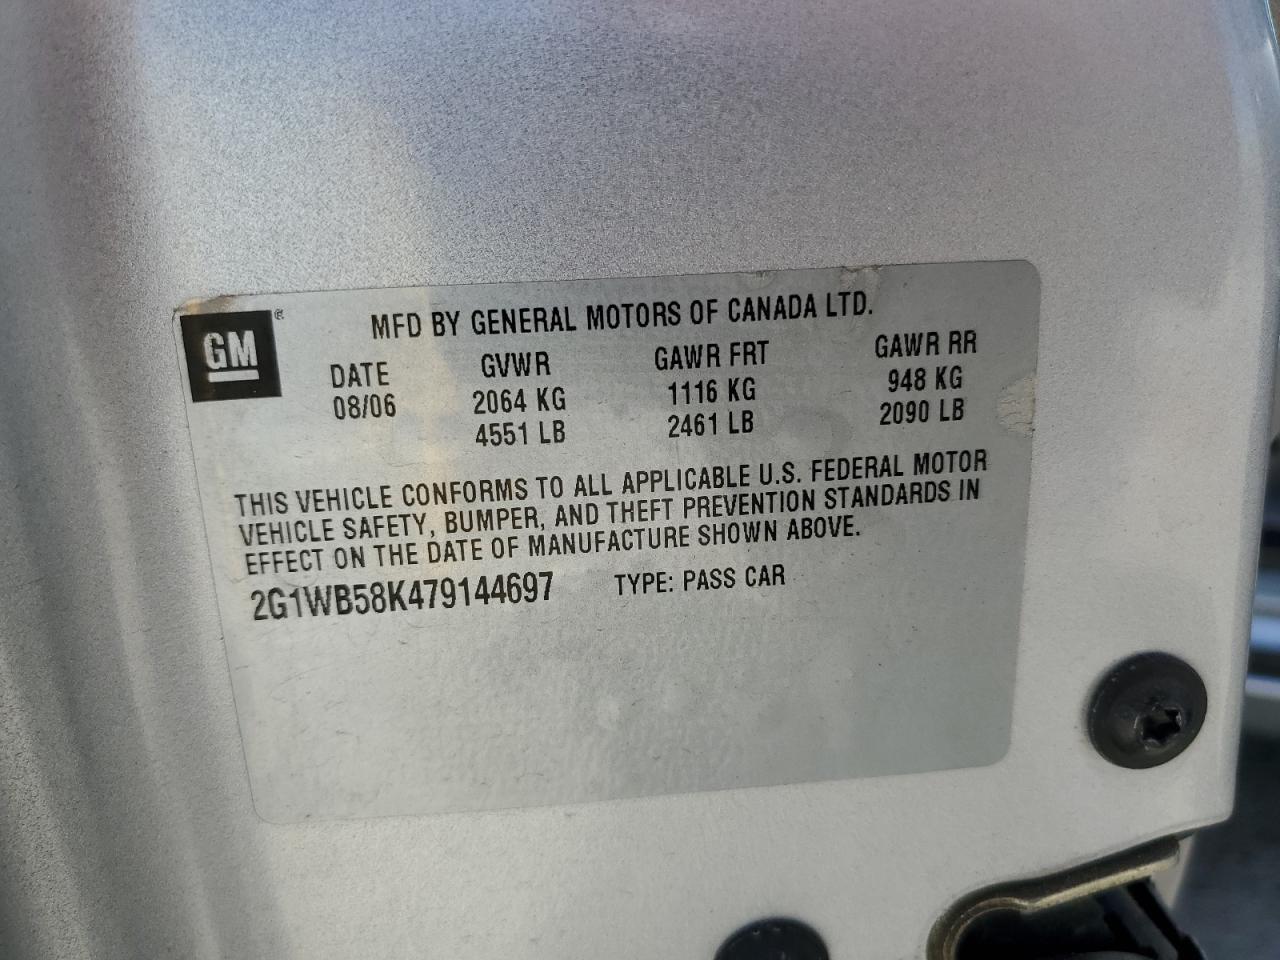 GM ®
MFD BY GENERAL MOTORS OF CANADA LTD.
DATE GVWR GAWR FRT GAWR RR
08/06 2064 KG 1116 KG 948 KG
4551 LB 2461 LB 2090 LB
THIS VEHICLE CONFORMS TO ALL APPLICABLE U.S. FEDERAL MOTOR
VEHICLE SAFETY, BUMPER, AND THEFT PREVENTION STANDARDS IN
EFFECT ON THE DATE OF MANUFACTURE SHOWN ABOVE.
2G1WB58K479144697 TYPE: PASS CAR